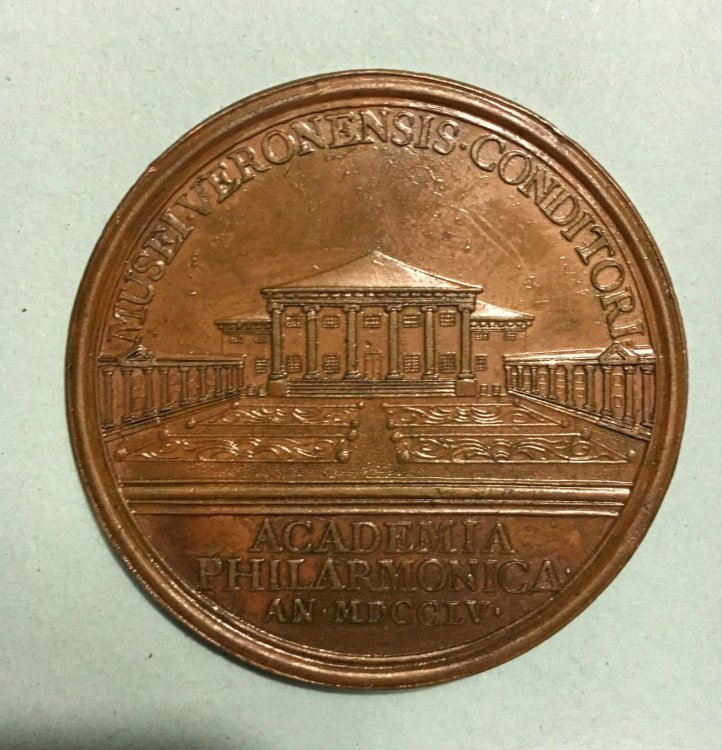 MUSEI VERONENSIS · CONDITORI
ACADEMIA
PHILARMONICA ·
AN · MDCCLV ·